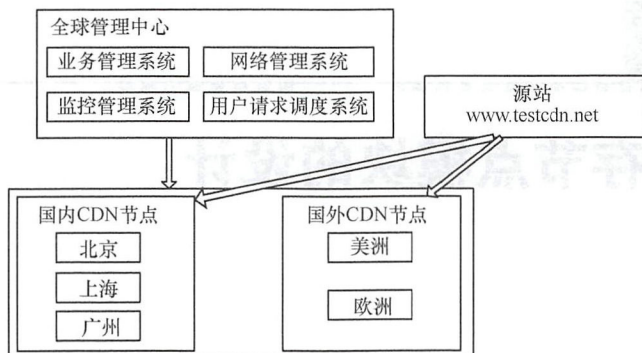 全球管理中心
业务管理系统
网络管理系统
监控管理系统
用户请求调度系统
源站
www.testcdn.net
国内CDN节点
北京
上海
广州
国外CDN节点
美洲
欧洲